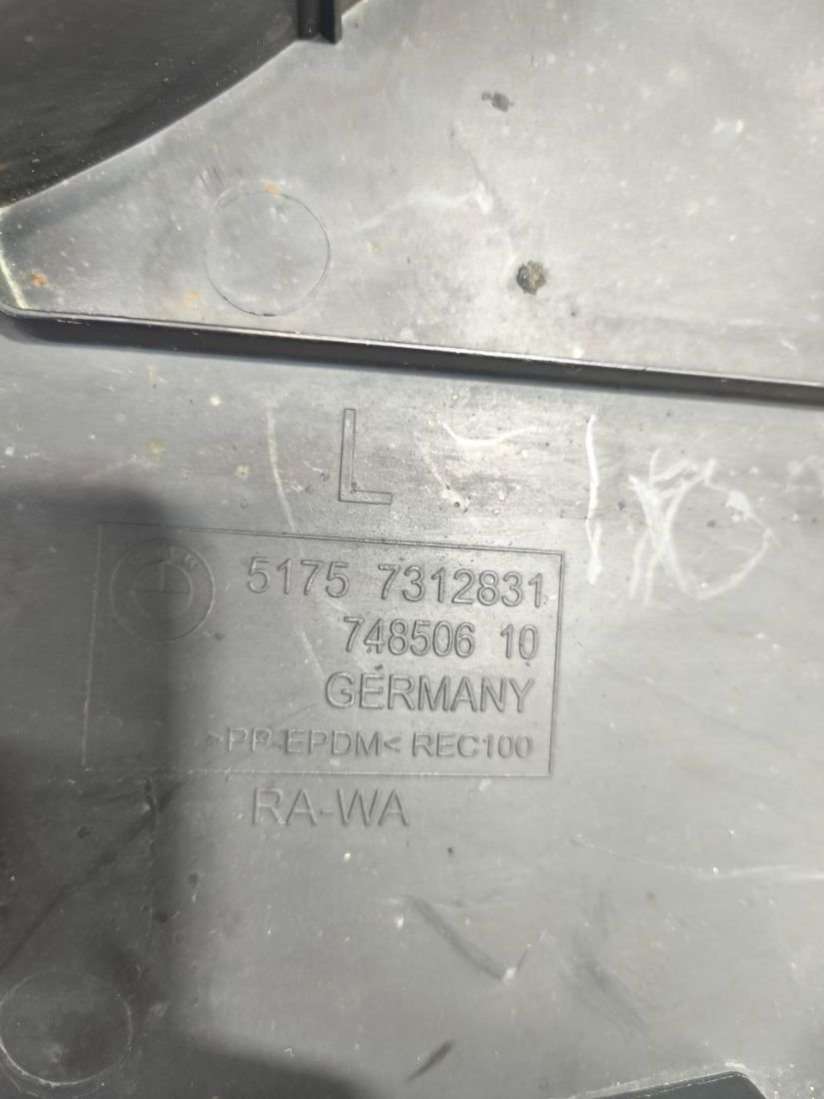 L
5175 7312831
748506 10
GERMANY
>PP-EPDM< REC100
RA-WA